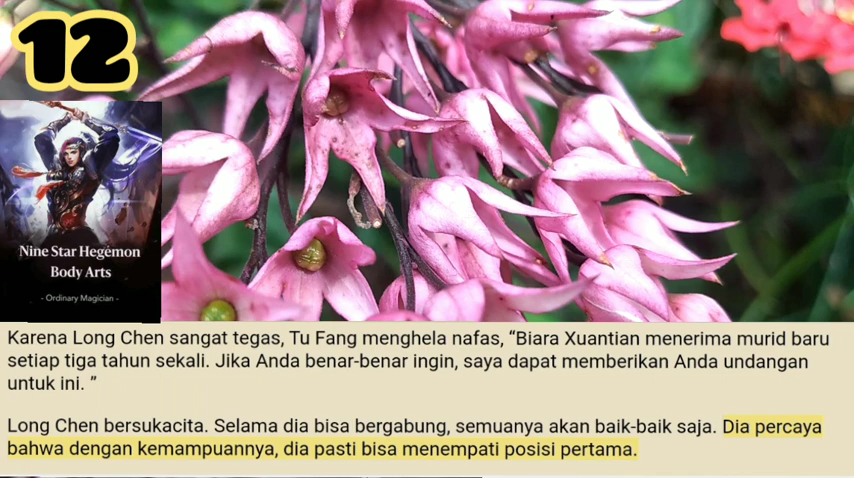 12
Nine Star Hegemon
Body Arts
- Ordinary Magician -
Karena Long Chen sangat tegas, Tu Fang menghela nafas, “Biara Xuantian menerima murid baru
setiap tiga tahun sekali. Jika Anda benar-benar ingin, saya dapat memberikan Anda undangan
untuk ini. ”
Long Chen bersukacita. Selama dia bisa bergabung, semuanya akan baik-baik saja. Dia percaya
bahwa dengan kemampuannya, dia pasti bisa menempati posisi pertama.